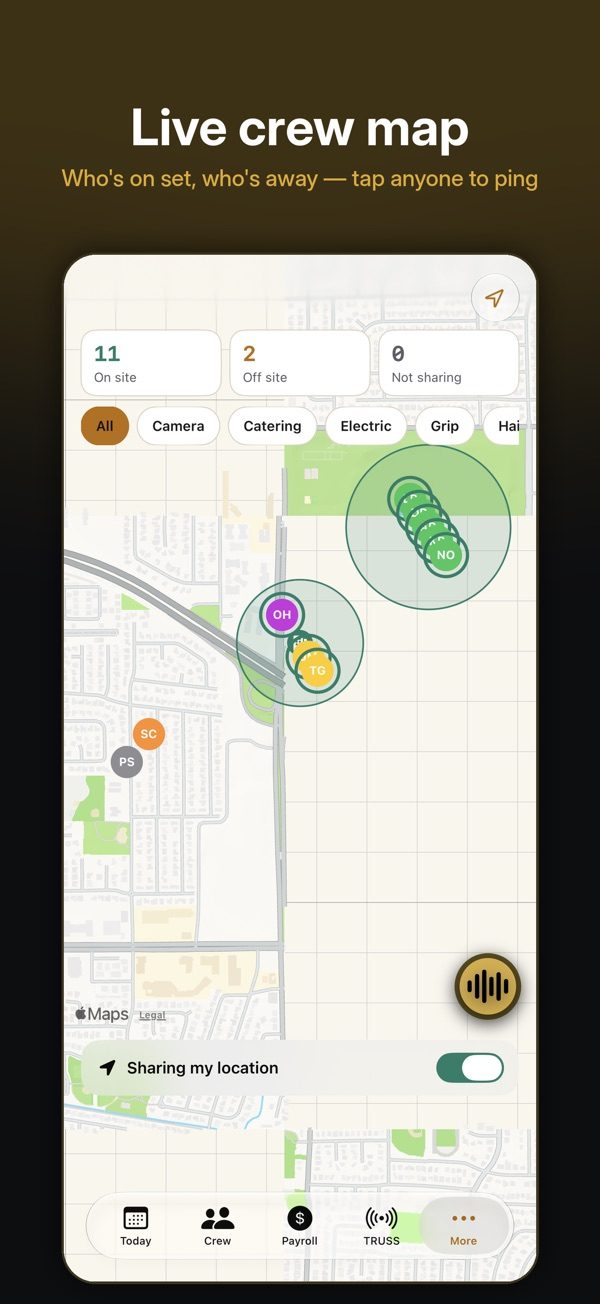 Live crew map
Who's on set, who's away — tap anyone to ping
11
On site
2
Off site
0
Not sharing
All
Camera
Catering
Electric
Grip
Hai
NO
OH
TG
SC
PS
Maps
Legal
Sharing my location
Today
Crew
$
Payroll
TRUSS
More